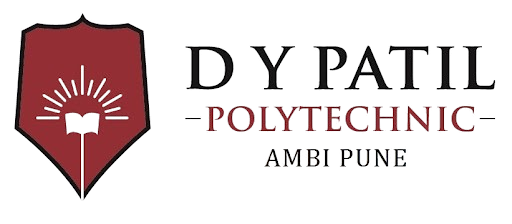 D Y PATIL
–POLYTECHNIC–
AMBI PUNE